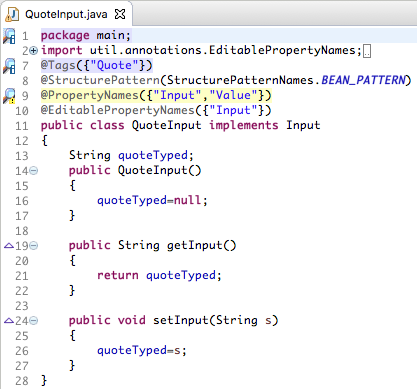 QuoteInput.java
1 package main;
2 import util.annotations.EditablePropertyNames;
7 @Tags({"Quote"})
8 @StructurePattern(StructurePatternNames.BEAN_PATTERN)
9 @PropertyNames({"Input","Value"})
10 @EditablePropertyNames({"Input"})
11 public class QuoteInput implements Input
12 {
13 String quoteTyped;
14 public QuoteInput()
15 {
16 quoteTyped=null;
17 }
18
19 public String getInput()
20 {
21 return quoteTyped;
22 }
23
24 public void setInput(String s)
25 {
26 quoteTyped=s;
27 }
28 }